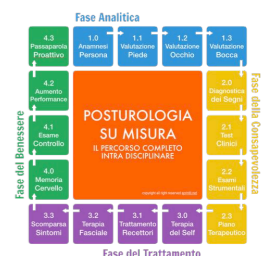 Fase Analitica
4.3
Passaparola
Proattivo
1.0
Anamnesi
Persona
1.1
Valutazione
Piede
1.2
Valutazione
Occhio
1.3
Valutazione
Bocca
4.2
Aumento
Performance
2.0
Diagnostica
dei Segni
4.1
Esame
Controllo
2.1
Test
Clinici
4.0
Memoria
Cervello
2.2
Esami
Strumentali
3.3
Scomparsa
Sintomi
3.2
Terapia
Fasciale
3.1
Trattamento
Recettori
3.0
Terapia
del Self
2.3
Piano
Terapeutico
POSTUROLOGIA
SU MISURA
IL PERCORSO COMPLETO
INTRA DISCIPLINARE
Fase della Consapevolezza
Fase del Trattamento
Fase del Benessere